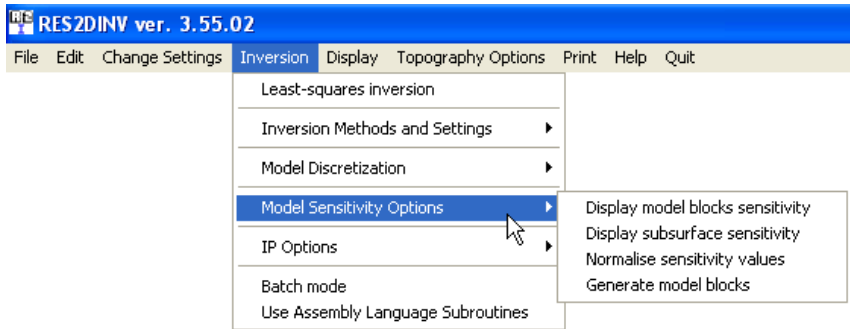 RES2DINV ver. 3.55.02
File Edit Change Settings Inversion Display Topography Options Print Help Quit
Least-squares inversion
Inversion Methods and Settings
Model Discretization
Model Sensitivity Options
Display model blocks sensitivity
Display subsurface sensitivity
Normalise sensitivity values
Generate model blocks
IP Options
Batch mode
Use Assembly Language Subroutines